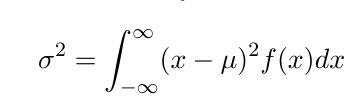 σ² = ∫_{-∞}^{∞} (x − μ)² f(x)dx